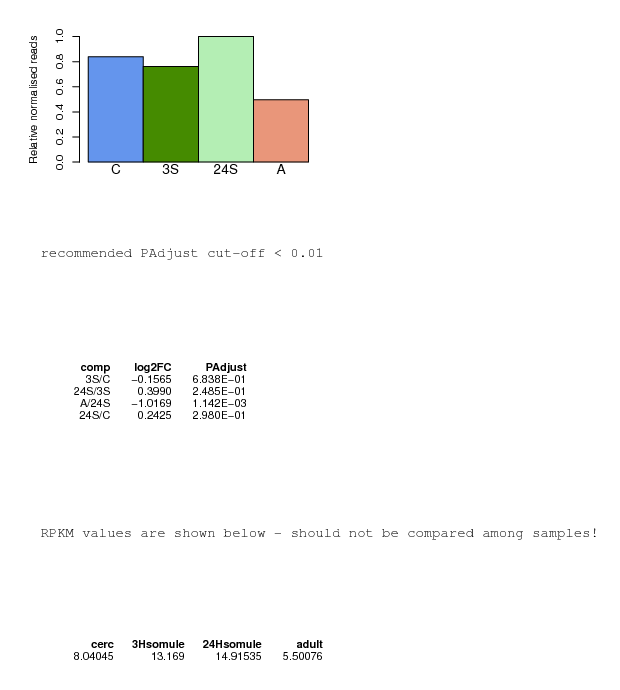 Relative normalised reads
1.0
0.8
0.6
0.4
0.2
0.0
C 3S 24S A
recommended PAdjust cut-off < 0.01
comp log2FC PAdjust
3S/C −0.1565 6.838E−01
24S/3S 0.3990 2.485E−01
A/24S −1.0169 1.142E−03
24S/C 0.2425 2.980E−01
RPKM values are shown below - should not be compared among samples!
cerc 3Hsomule 24Hsomule adult
8.04045 13.169 14.91535 5.50076